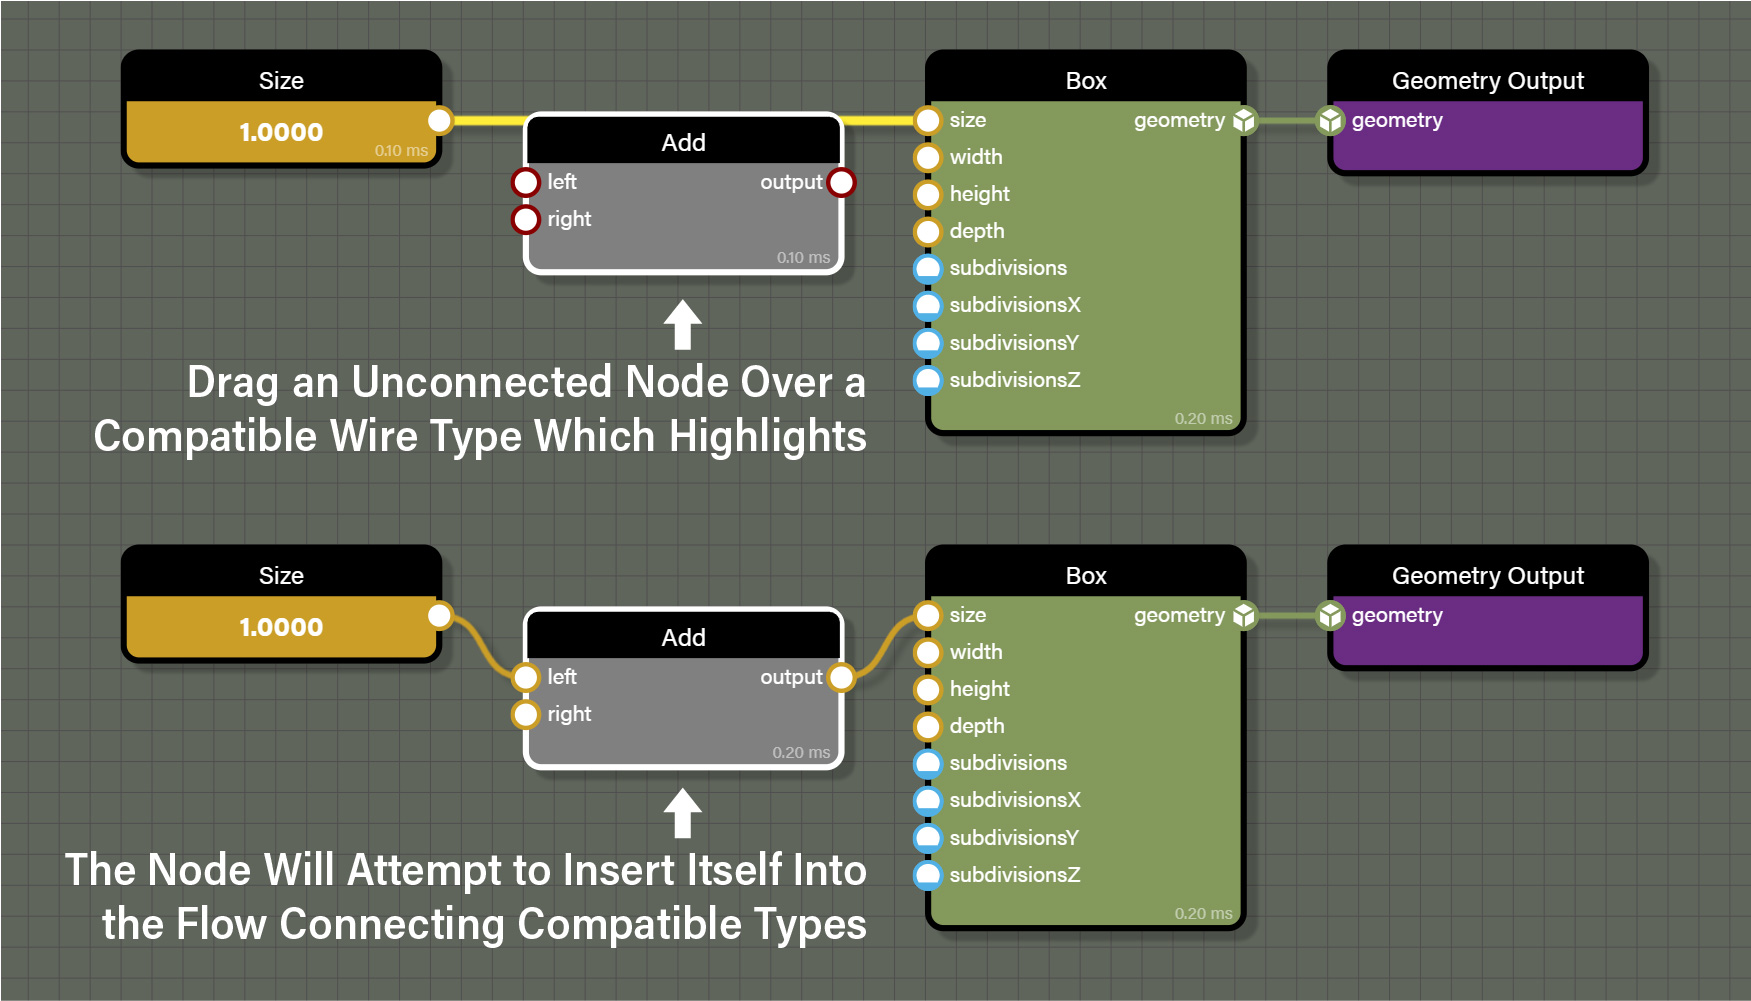 Size
1.0000
0.10 ms
Add
left
output
right
0.10 ms
Box
size
geometry
width
height
depth
subdivisions
subdivisionsX
subdivisionsY
subdivisionsZ
0.20 ms
Geometry Output
geometry
Drag an Unconnected Node Over a
Compatible Wire Type Which Highlights
Size
1.0000
Add
left
output
right
0.20 ms
Box
size
geometry
width
height
depth
subdivisions
subdivisionsX
subdivisionsY
subdivisionsZ
0.20 ms
Geometry Output
geometry
The Node Will Attempt to Insert Itself Into
the Flow Connecting Compatible Types